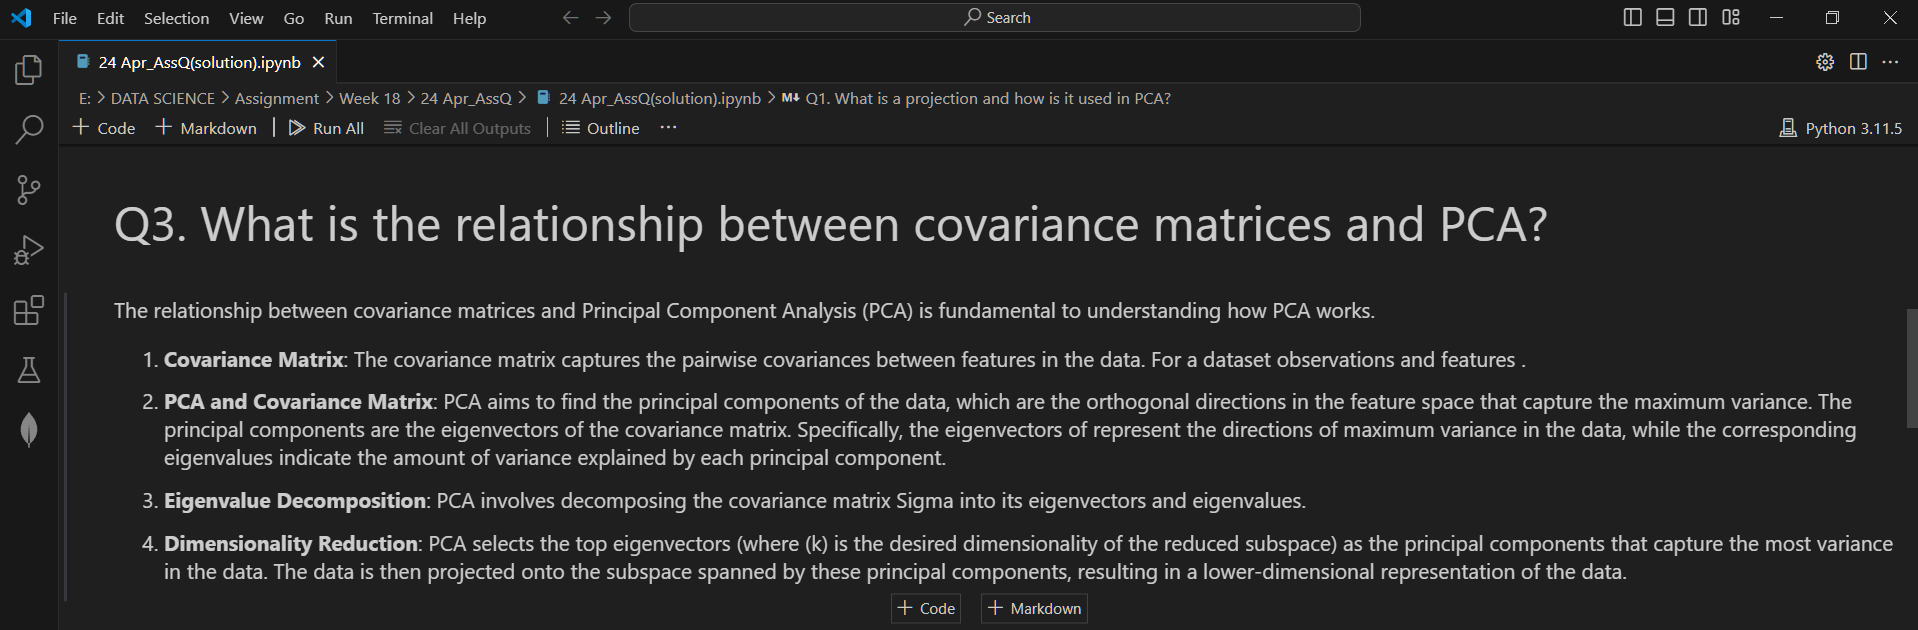 File Edit Selection View Go Run Terminal Help
Search
24 Apr_AssQ(solution).ipynb
E: > DATA SCIENCE > Assignment > Week 18 > 24 Apr_AssQ > 24 Apr_AssQ(solution).ipynb > M↓ Q1. What is a projection and how is it used in PCA?
+ Code + Markdown | Run All Clear All Outputs | Outline ··· Python 3.11.5
Q3. What is the relationship between covariance matrices and PCA?
The relationship between covariance matrices and Principal Component Analysis (PCA) is fundamental to understanding how PCA works.
1. Covariance Matrix: The covariance matrix captures the pairwise covariances between features in the data. For a dataset observations and features .
2. PCA and Covariance Matrix: PCA aims to find the principal components of the data, which are the orthogonal directions in the feature space that capture the maximum variance. The
principal components are the eigenvectors of the covariance matrix. Specifically, the eigenvectors of represent the directions of maximum variance in the data, while the corresponding
eigenvalues indicate the amount of variance explained by each principal component.
3. Eigenvalue Decomposition: PCA involves decomposing the covariance matrix Sigma into its eigenvectors and eigenvalues.
4. Dimensionality Reduction: PCA selects the top eigenvectors (where (k) is the desired dimensionality of the reduced subspace) as the principal components that capture the most variance
in the data. The data is then projected onto the subspace spanned by these principal components, resulting in a lower-dimensional representation of the data.
+ Code + Markdown